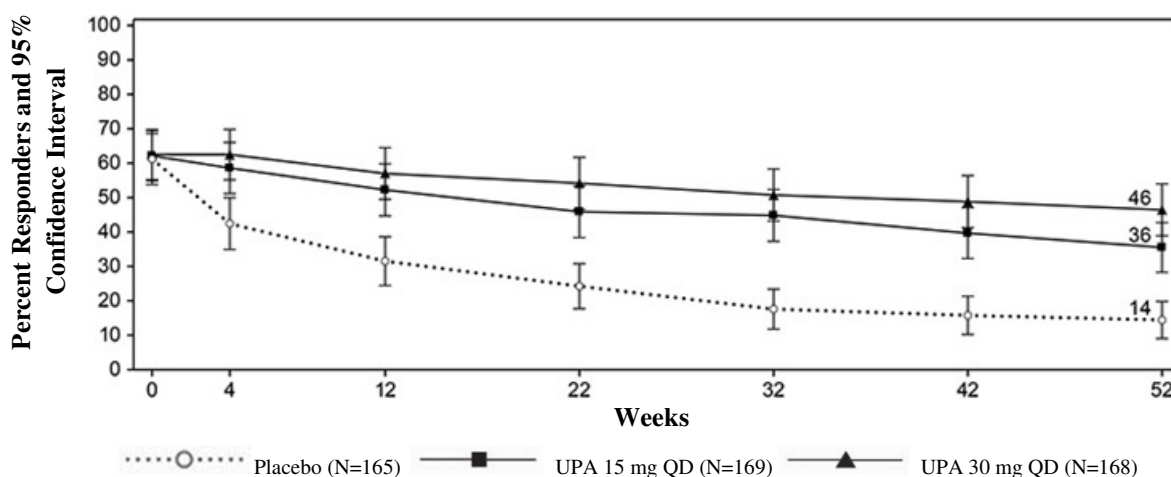 Percent Responders and 95%
Confidence Interval
100
90
80
70
60
50
40
30
20
10
0
46
36
14
0 4 12 22 32 42 52
Weeks
Placebo (N=165) UPA 15 mg QD (N=169) UPA 30 mg QD (N=168)